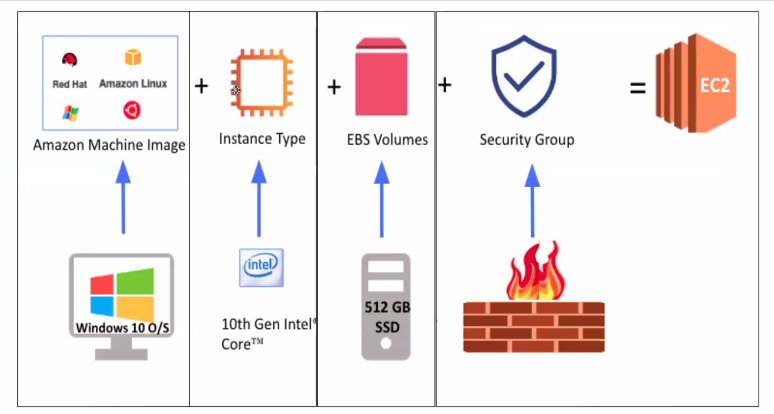 Red Hat
Amazon Linux
Amazon Machine Image
+
Instance Type
+
EBS Volumes
+
Security Group
=
EC2
Windows 10 O/S
intel
10th Gen Intel®
Core™
512 GB
SSD